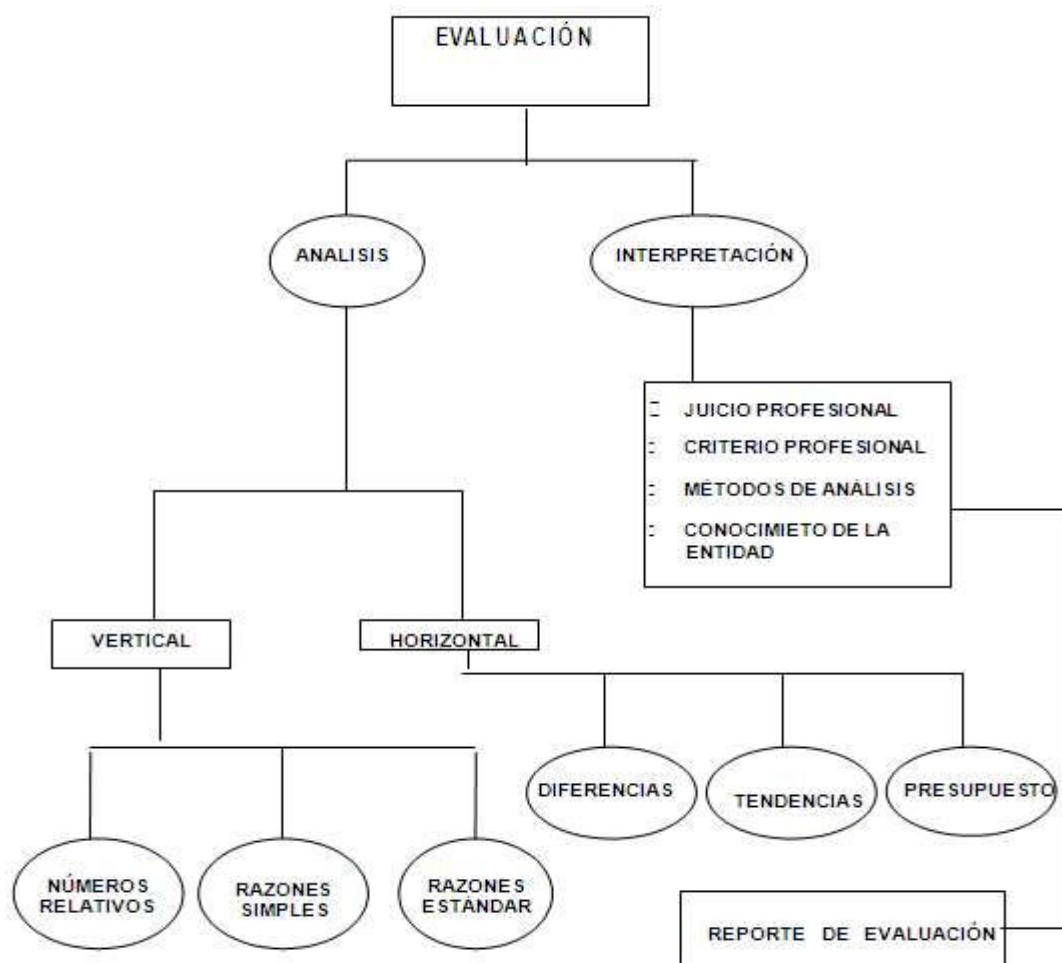 EVALUACIÓN
ANALISIS
INTERPRETACIÓN
JUICIO PROFESIONAL
CRITERIO PROFESIONAL
MÉTODOS DE ANÁLISIS
CONOCIMIETO DE LA
ENTIDAD
VERTICAL
HORIZONTAL
DIFERENCIAS
TENDENCIAS
PRESUPUESTO
NÚMEROS
RELATIVOS
RAZONES
SIMPLES
RAZONES
ESTÁNDAR
REPORTE DE EVALUACIÓN